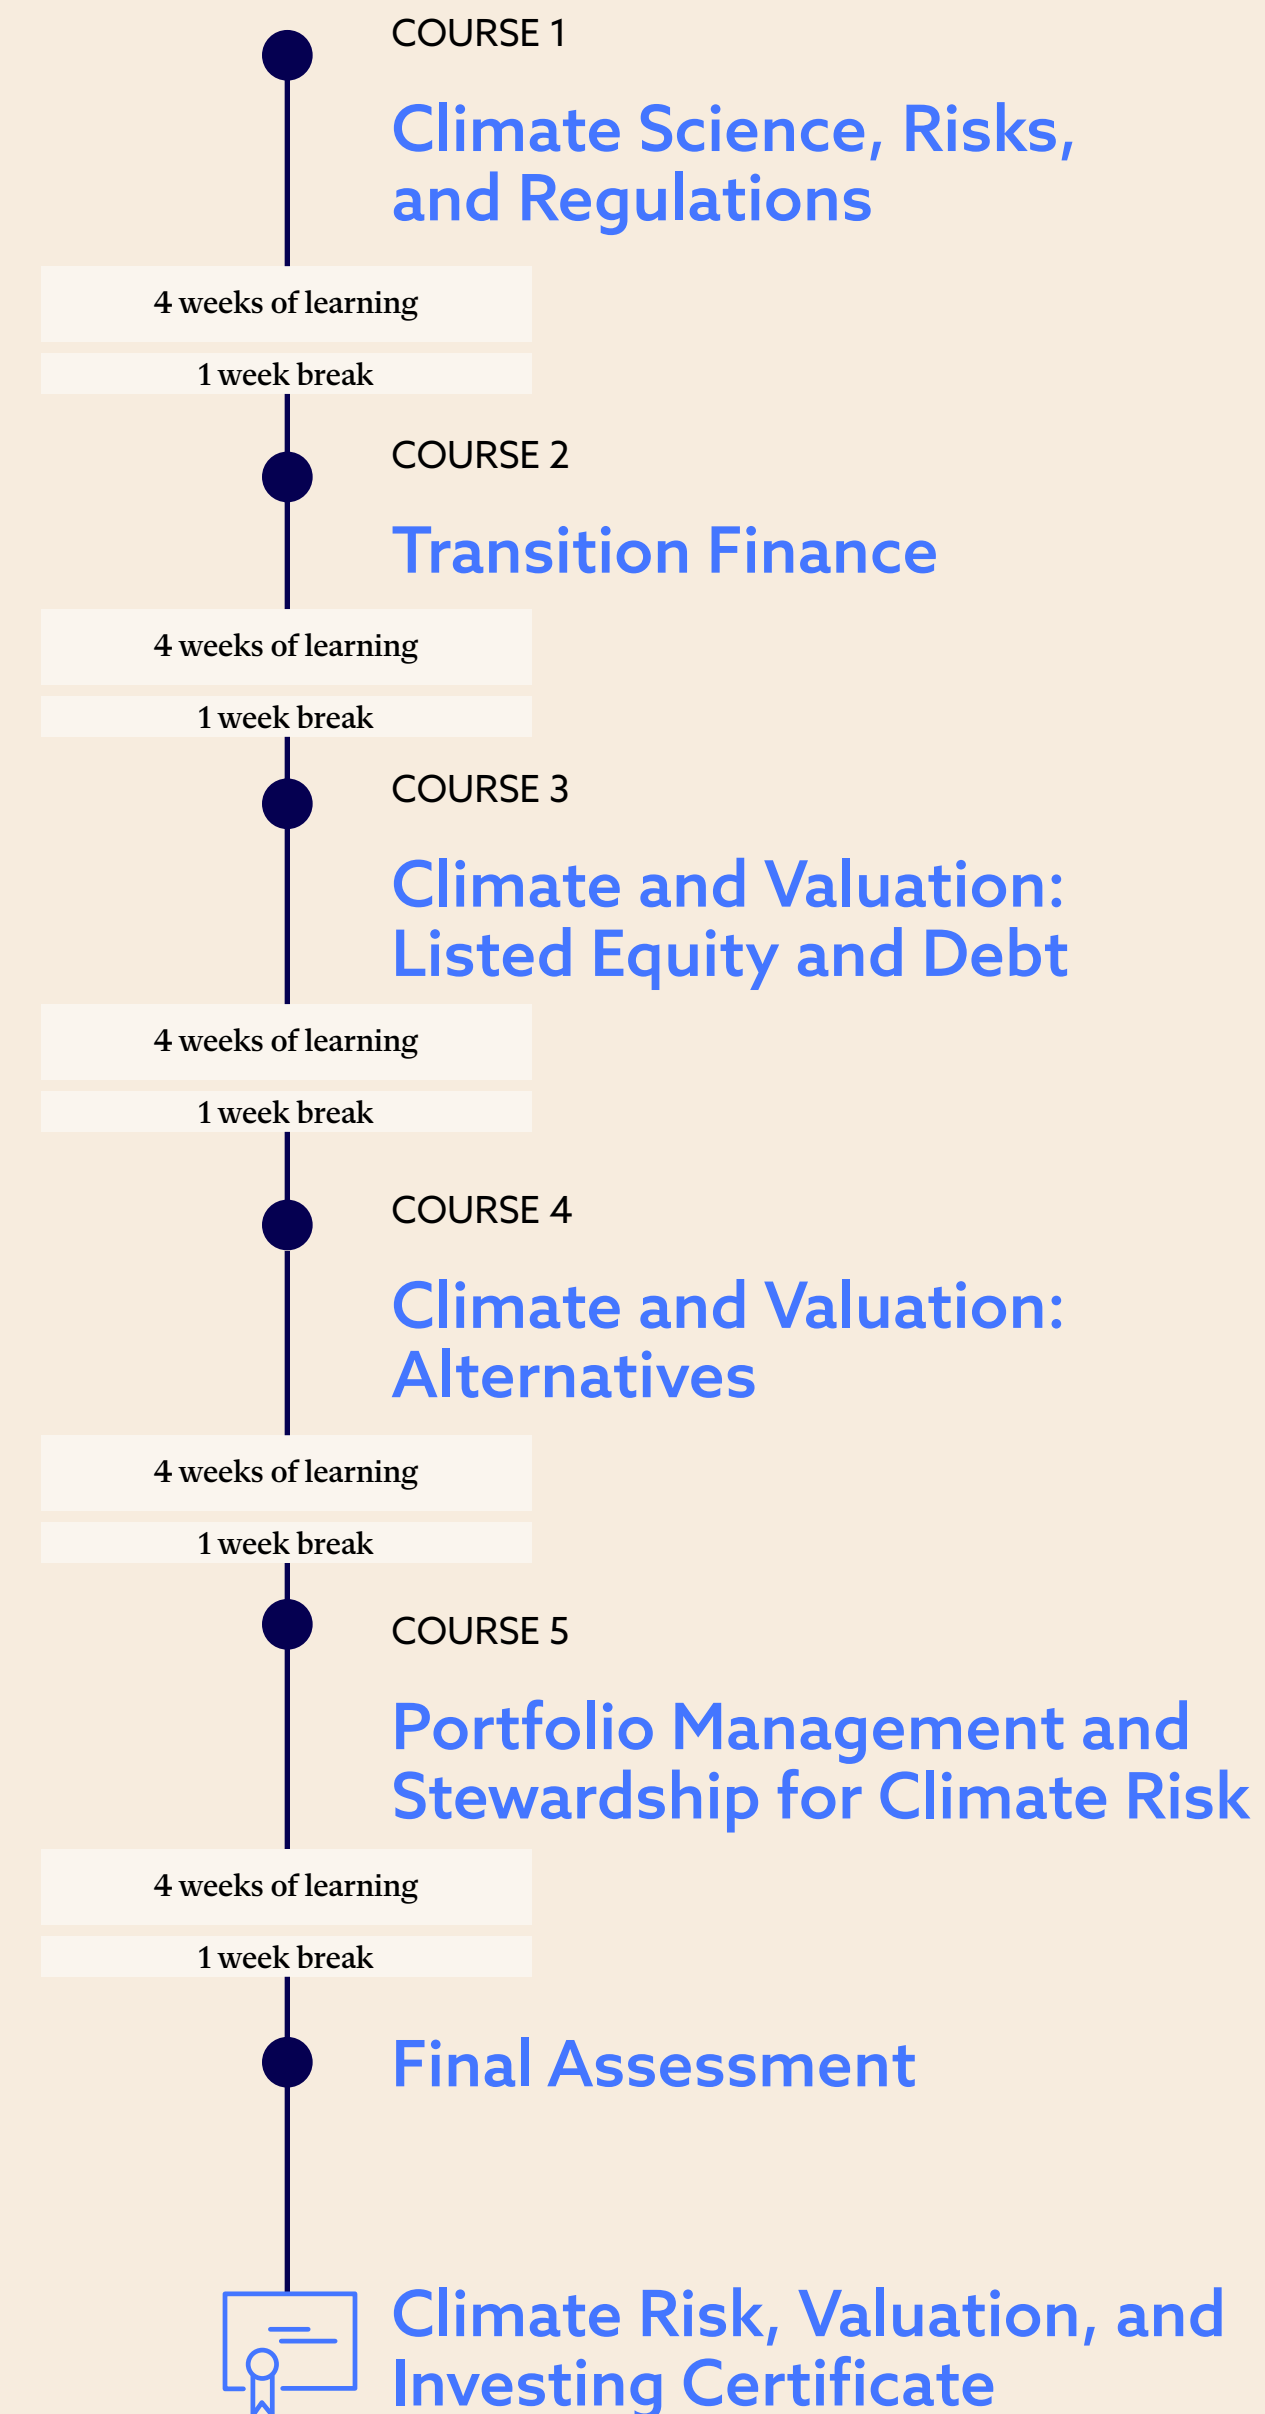 COURSE 1
Climate Science, Risks,
and Regulations
4 weeks of learning
1 week break
COURSE 2
Transition Finance
4 weeks of learning
1 week break
COURSE 3
Climate and Valuation:
Listed Equity and Debt
4 weeks of learning
1 week break
COURSE 4
Climate and Valuation:
Alternatives
4 weeks of learning
1 week break
COURSE 5
Portfolio Management and
Stewardship for Climate Risk
4 weeks of learning
1 week break
Final Assessment
Climate Risk, Valuation, and
Investing Certificate